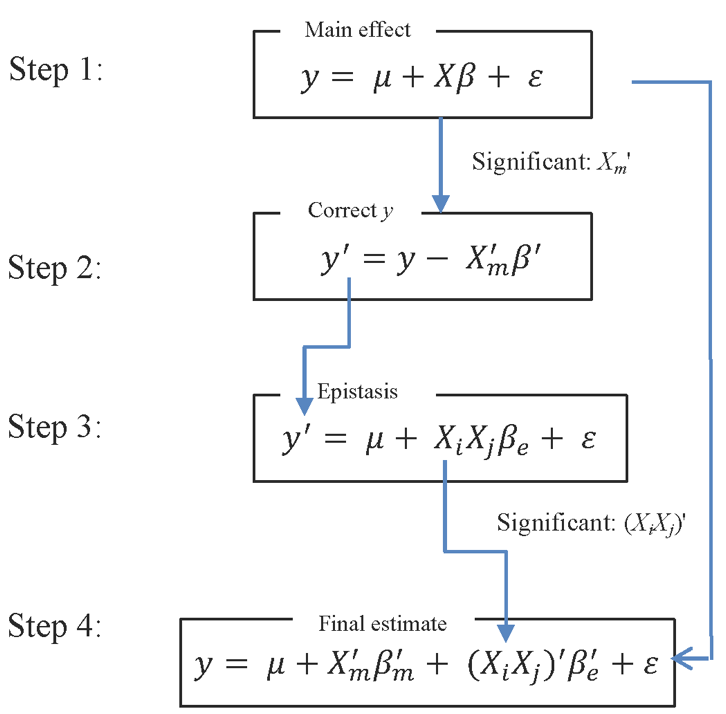 Main effect
Step 1: y = μ + Xβ + ε
Significant: Xₘ'
Correct y
Step 2: y′ = y − X′ₘβ′
Epistasis
Step 3: y′ = μ + XᵢXⱼβₑ + ε
Significant: (XᵢXⱼ)'
Final estimate
Step 4: y = μ + X′ₘβ′ₘ + (XᵢXⱼ)′β′ₑ + ε